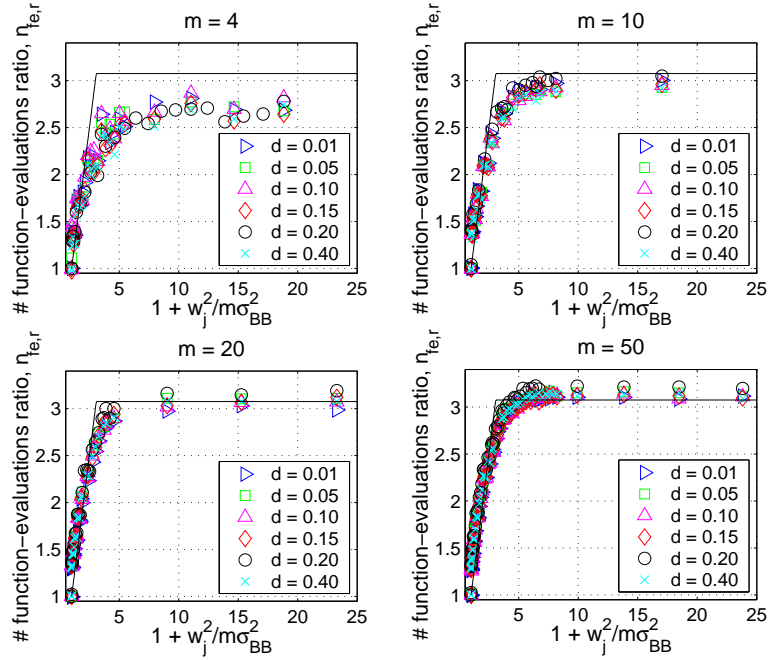 m = 4
# function−evaluations ratio, n_fe,r
3
2.5
2
1.5
1
5 10 15 20 25
1 + w_j^2/mσ_BB^2
d = 0.01
d = 0.05
d = 0.10
d = 0.15
d = 0.20
d = 0.40
m = 10
# function−evaluations ratio, n_fe,r
3
2.5
2
1.5
1
5 10 15 20 25
1 + w_j^2/mσ_BB^2
d = 0.01
d = 0.05
d = 0.10
d = 0.15
d = 0.20
d = 0.40
m = 20
# function−evaluations ratio, n_fe,r
3
2.5
2
1.5
1
5 10 15 20 25
1 + w_j^2/mσ_BB^2
d = 0.01
d = 0.05
d = 0.10
d = 0.15
d = 0.20
d = 0.40
m = 50
# function−evaluations ratio, n_fe,r
3
2.5
2
1.5
1
5 10 15 20 25
1 + w_j^2/mσ_BB^2
d = 0.01
d = 0.05
d = 0.10
d = 0.15
d = 0.20
d = 0.40